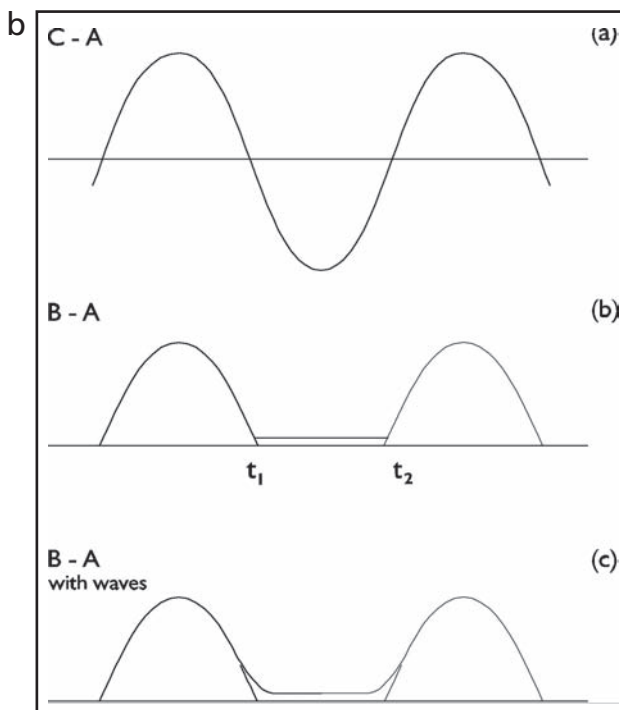 b
C - A (a)
B - A (b)
t₁ t₂
B - A (c)
with waves